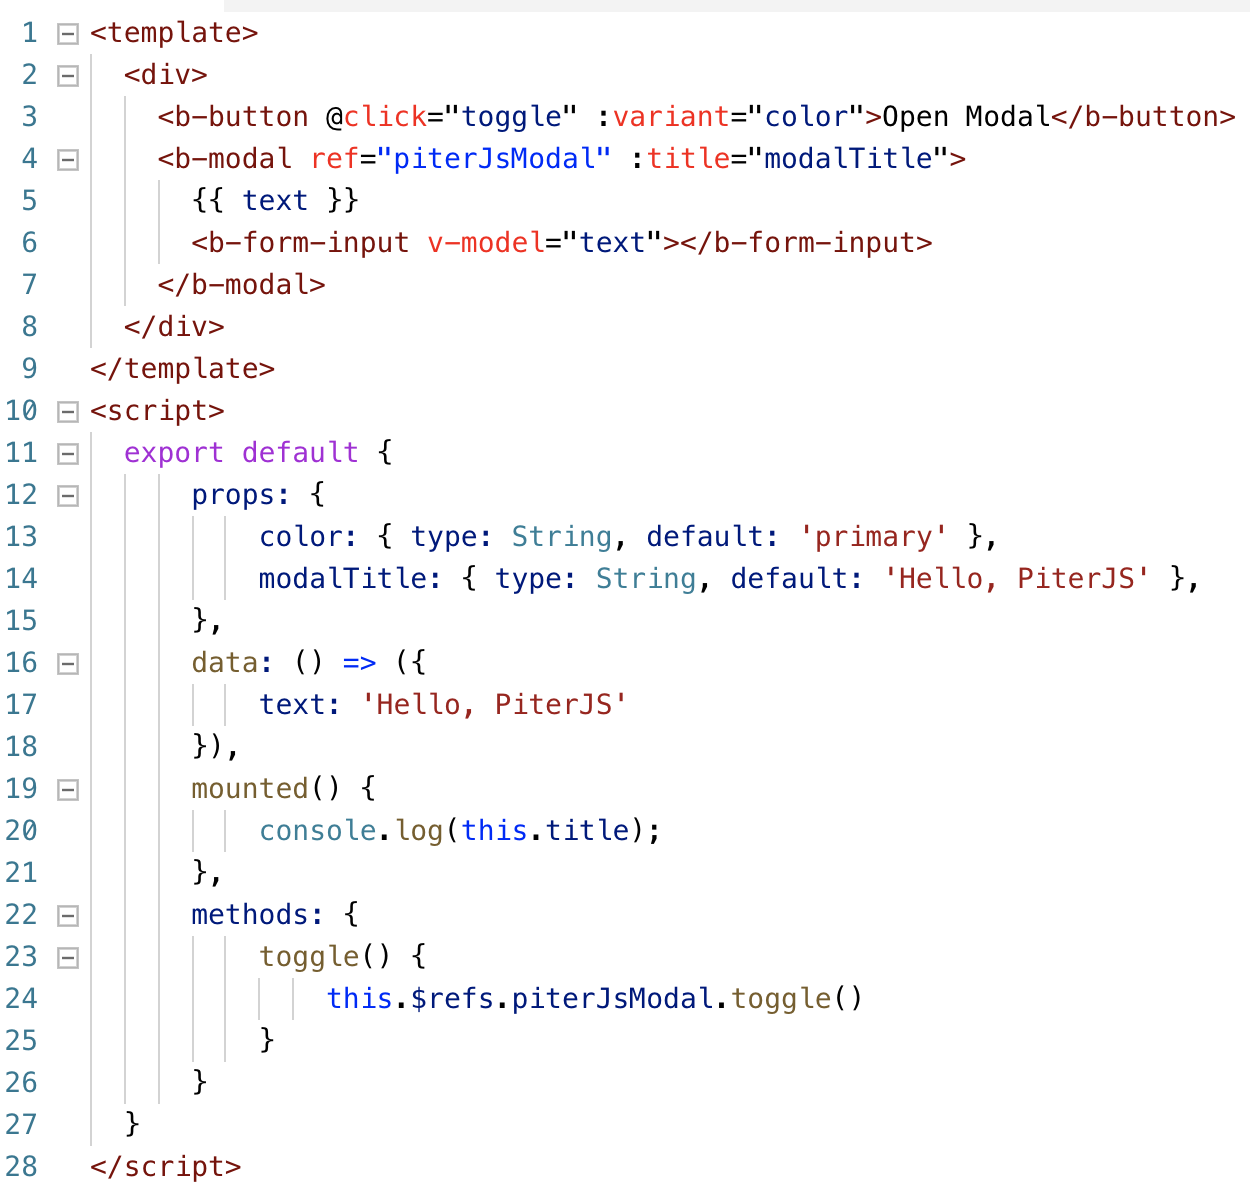 1 <template>
2 <div>
3 <b-button @click="toggle" :variant="color">Open Modal</b-button>
4 <b-modal ref="piterJsModal" :title="modalTitle">
5 {{ text }}
6 <b-form-input v-model="text"></b-form-input>
7 </b-modal>
8 </div>
9 </template>
10 <script>
11 export default {
12 props: {
13 color: { type: String, default: 'primary' },
14 modalTitle: { type: String, default: 'Hello, PiterJS' },
15 },
16 data: () => ({
17 text: 'Hello, PiterJS'
18 }),
19 mounted() {
20 console.log(this.title);
21 },
22 methods: {
23 toggle() {
24 this.$refs.piterJsModal.toggle()
25 }
26 }
27 }
28 </script>